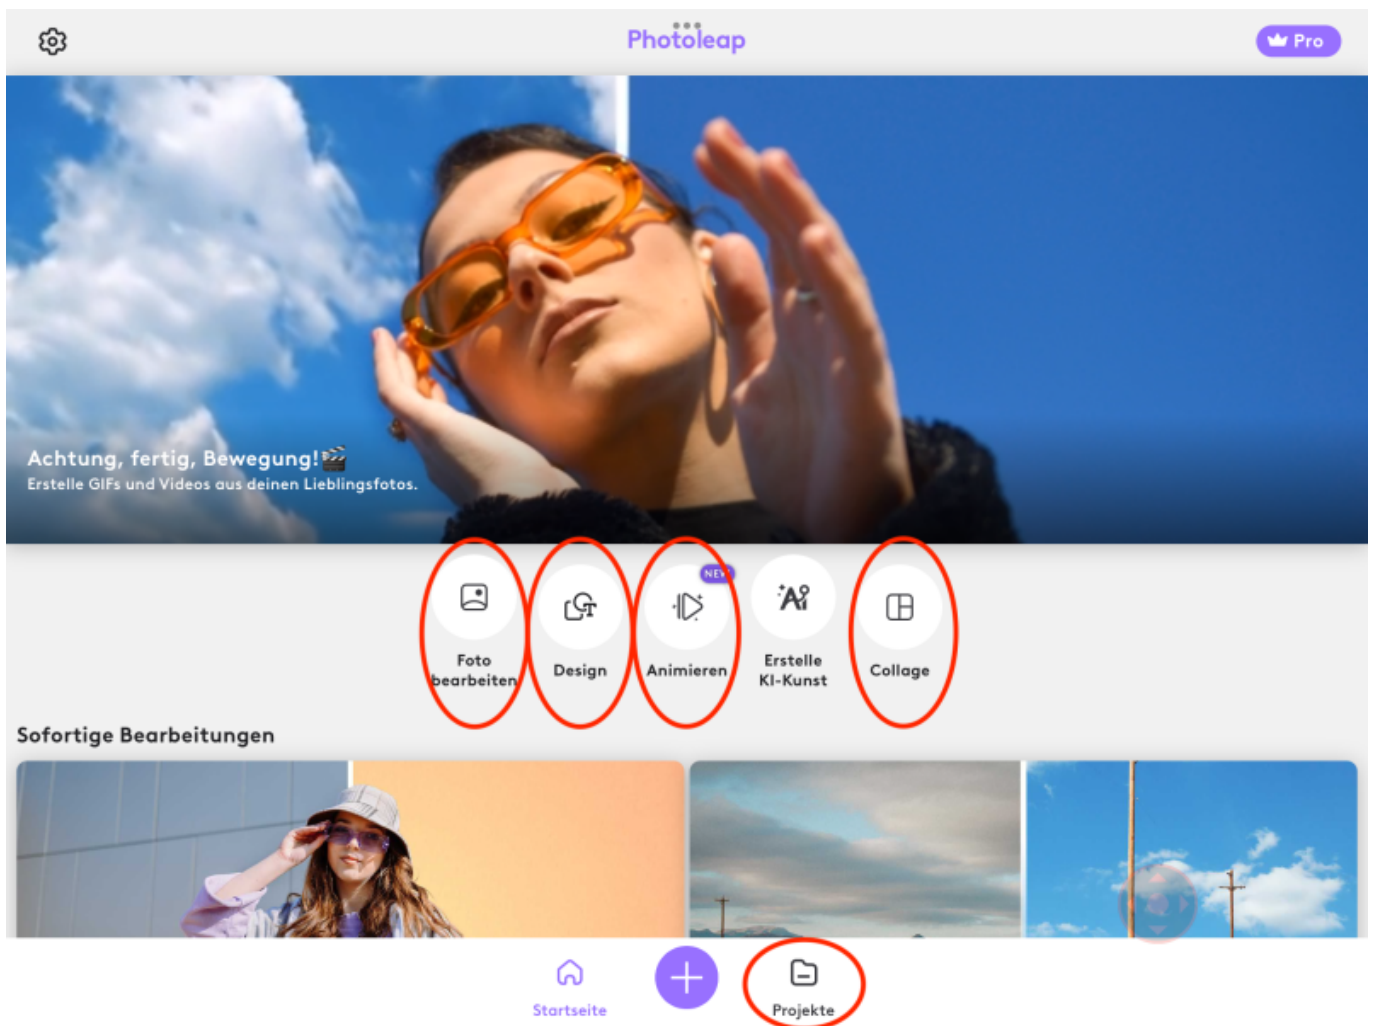 Photoleap
Pro
Achtung, fertig, Bewegung!🎬
Erstelle GIFs und Videos aus deinen Lieblingsfotos.
NEW
Foto
bearbeiten
Design
Animieren
Erstelle
KI-Kunst
Collage
Sofortige Bearbeitungen
Startseite
Projekte